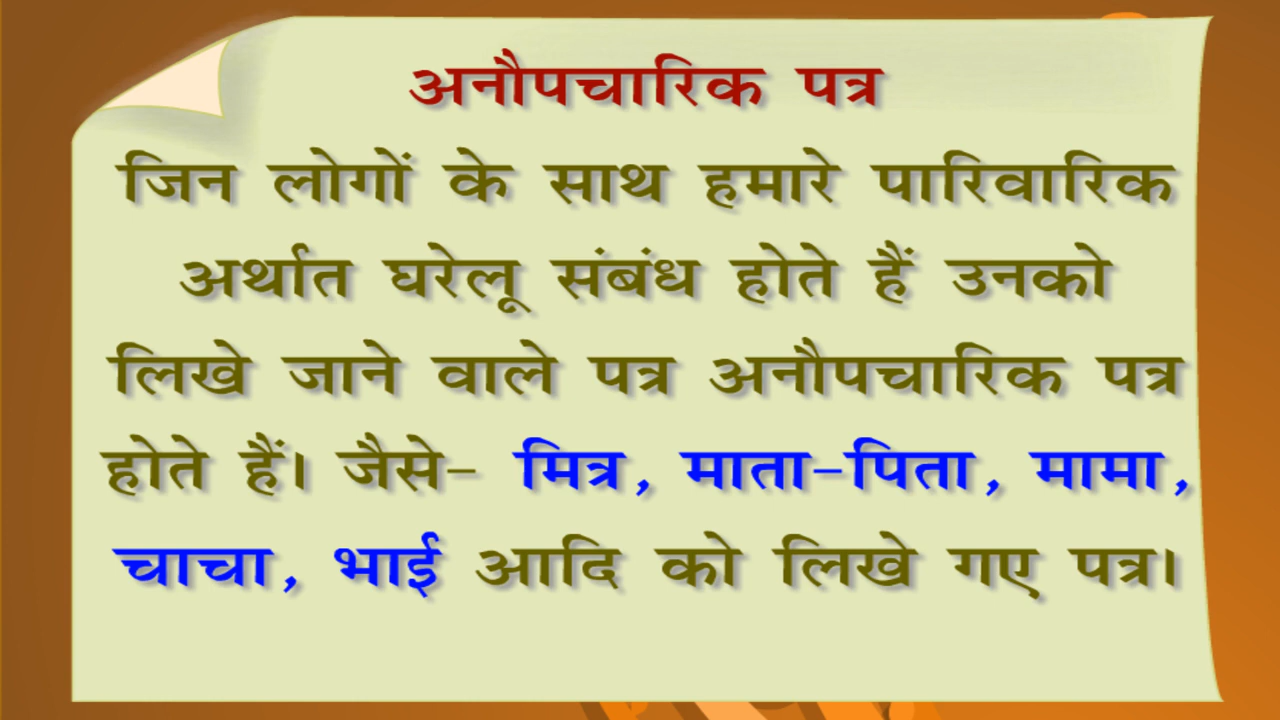 अनौपचारिक पत्र
जिन लोगों के साथ हमारे पारिवारिक
अर्थात घरेलू संबंध होते हैं उनको
लिखे जाने वाले पत्र अनौपचारिक पत्र
होते हैं। जैसे- मित्र, माता-पिता, मामा,
चाचा, भाई आदि को लिखे गए पत्र।